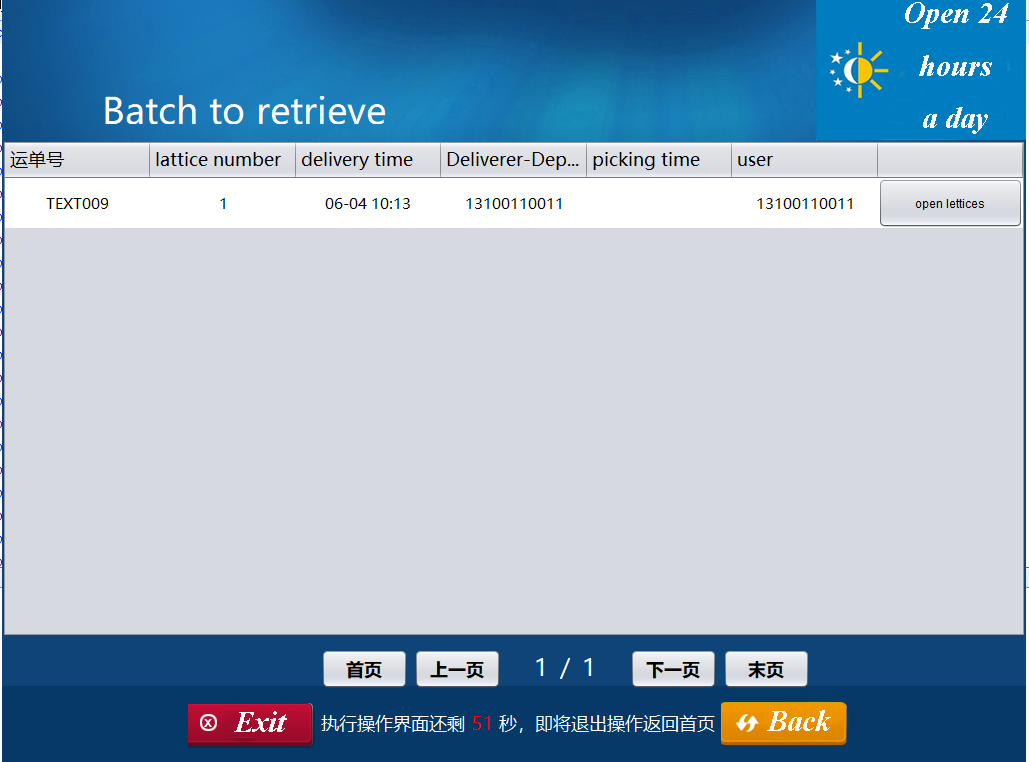 Open 24
hours
a day
Batch to retrieve
运单号 lattice number delivery time Deliverer-Dep... picking time user
TEXT009 1 06-04 10:13 13100110011 13100110011 open lettices
首页 上一页 1 / 1 下一页 末页
Exit 执行操作界面还剩 51 秒，即将退出操作返回首页 Back